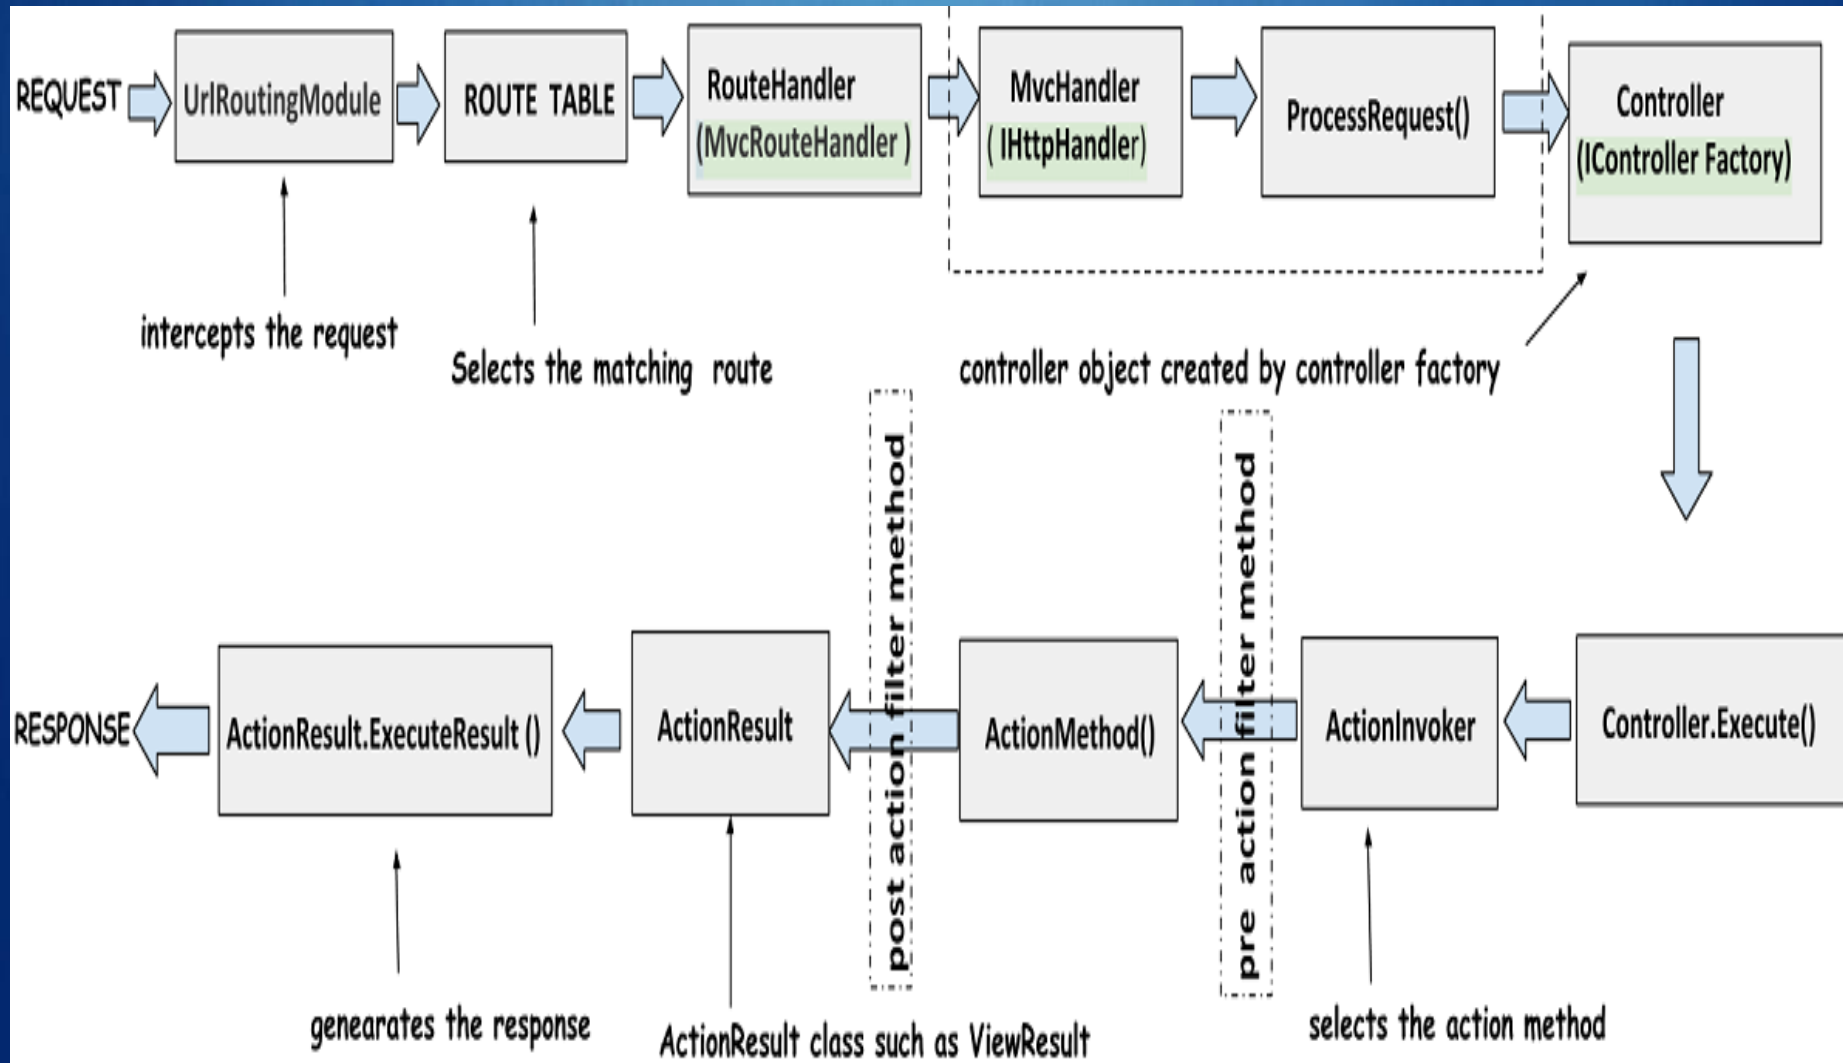 REQUEST
UrlRoutingModule
ROUTE TABLE
RouteHandler
(MvcRouteHandler )
MvcHandler
( IHttpHandler)
ProcessRequest()
Controller
(IController Factory)
intercepts the request
Selects the matching route
controller object created by controller factory
post action filter method
pre action filter method
Controller.Execute()
ActionInvoker
ActionMethod()
ActionResult
ActionResult.ExecuteResult ()
RESPONSE
genearates the response
ActionResult class such as ViewResult
selects the action method